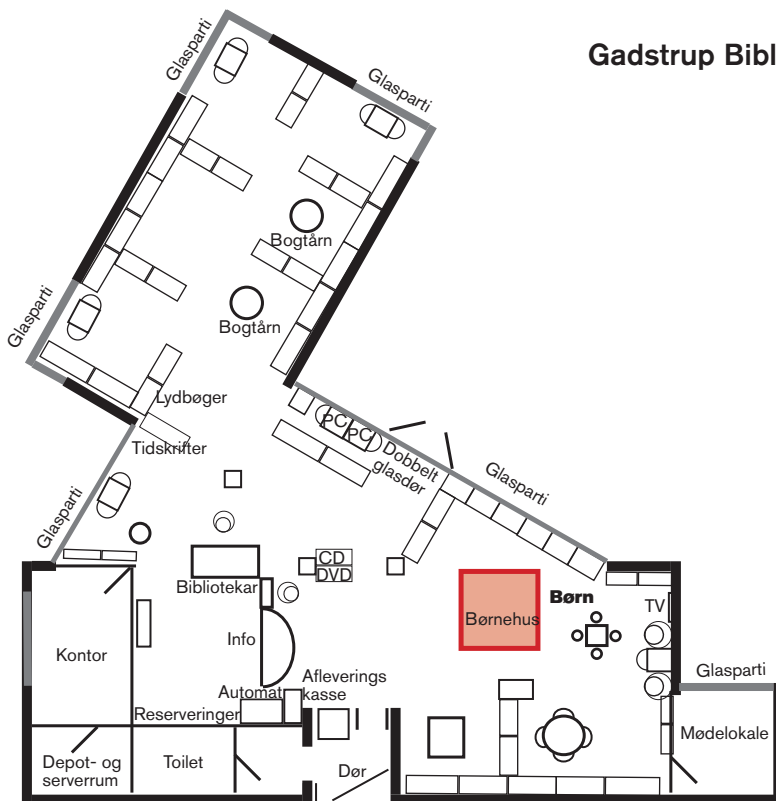 Gadstrup Bibl
Glasparti
Glasparti
Bogtårn
Bogtårn
Glasparti
Lydbøger
Tidskrifter
PC
PC
Dobbelt
glasdør
Glasparti
Glasparti
CD
DVD
Bibliotekar
Børnehus
Børn
TV
Kontor
Info
Glasparti
Afleverings
kasse
Automat
Reserveringer
Mødelokale
Depot- og
serverrum
Toilet
Dør